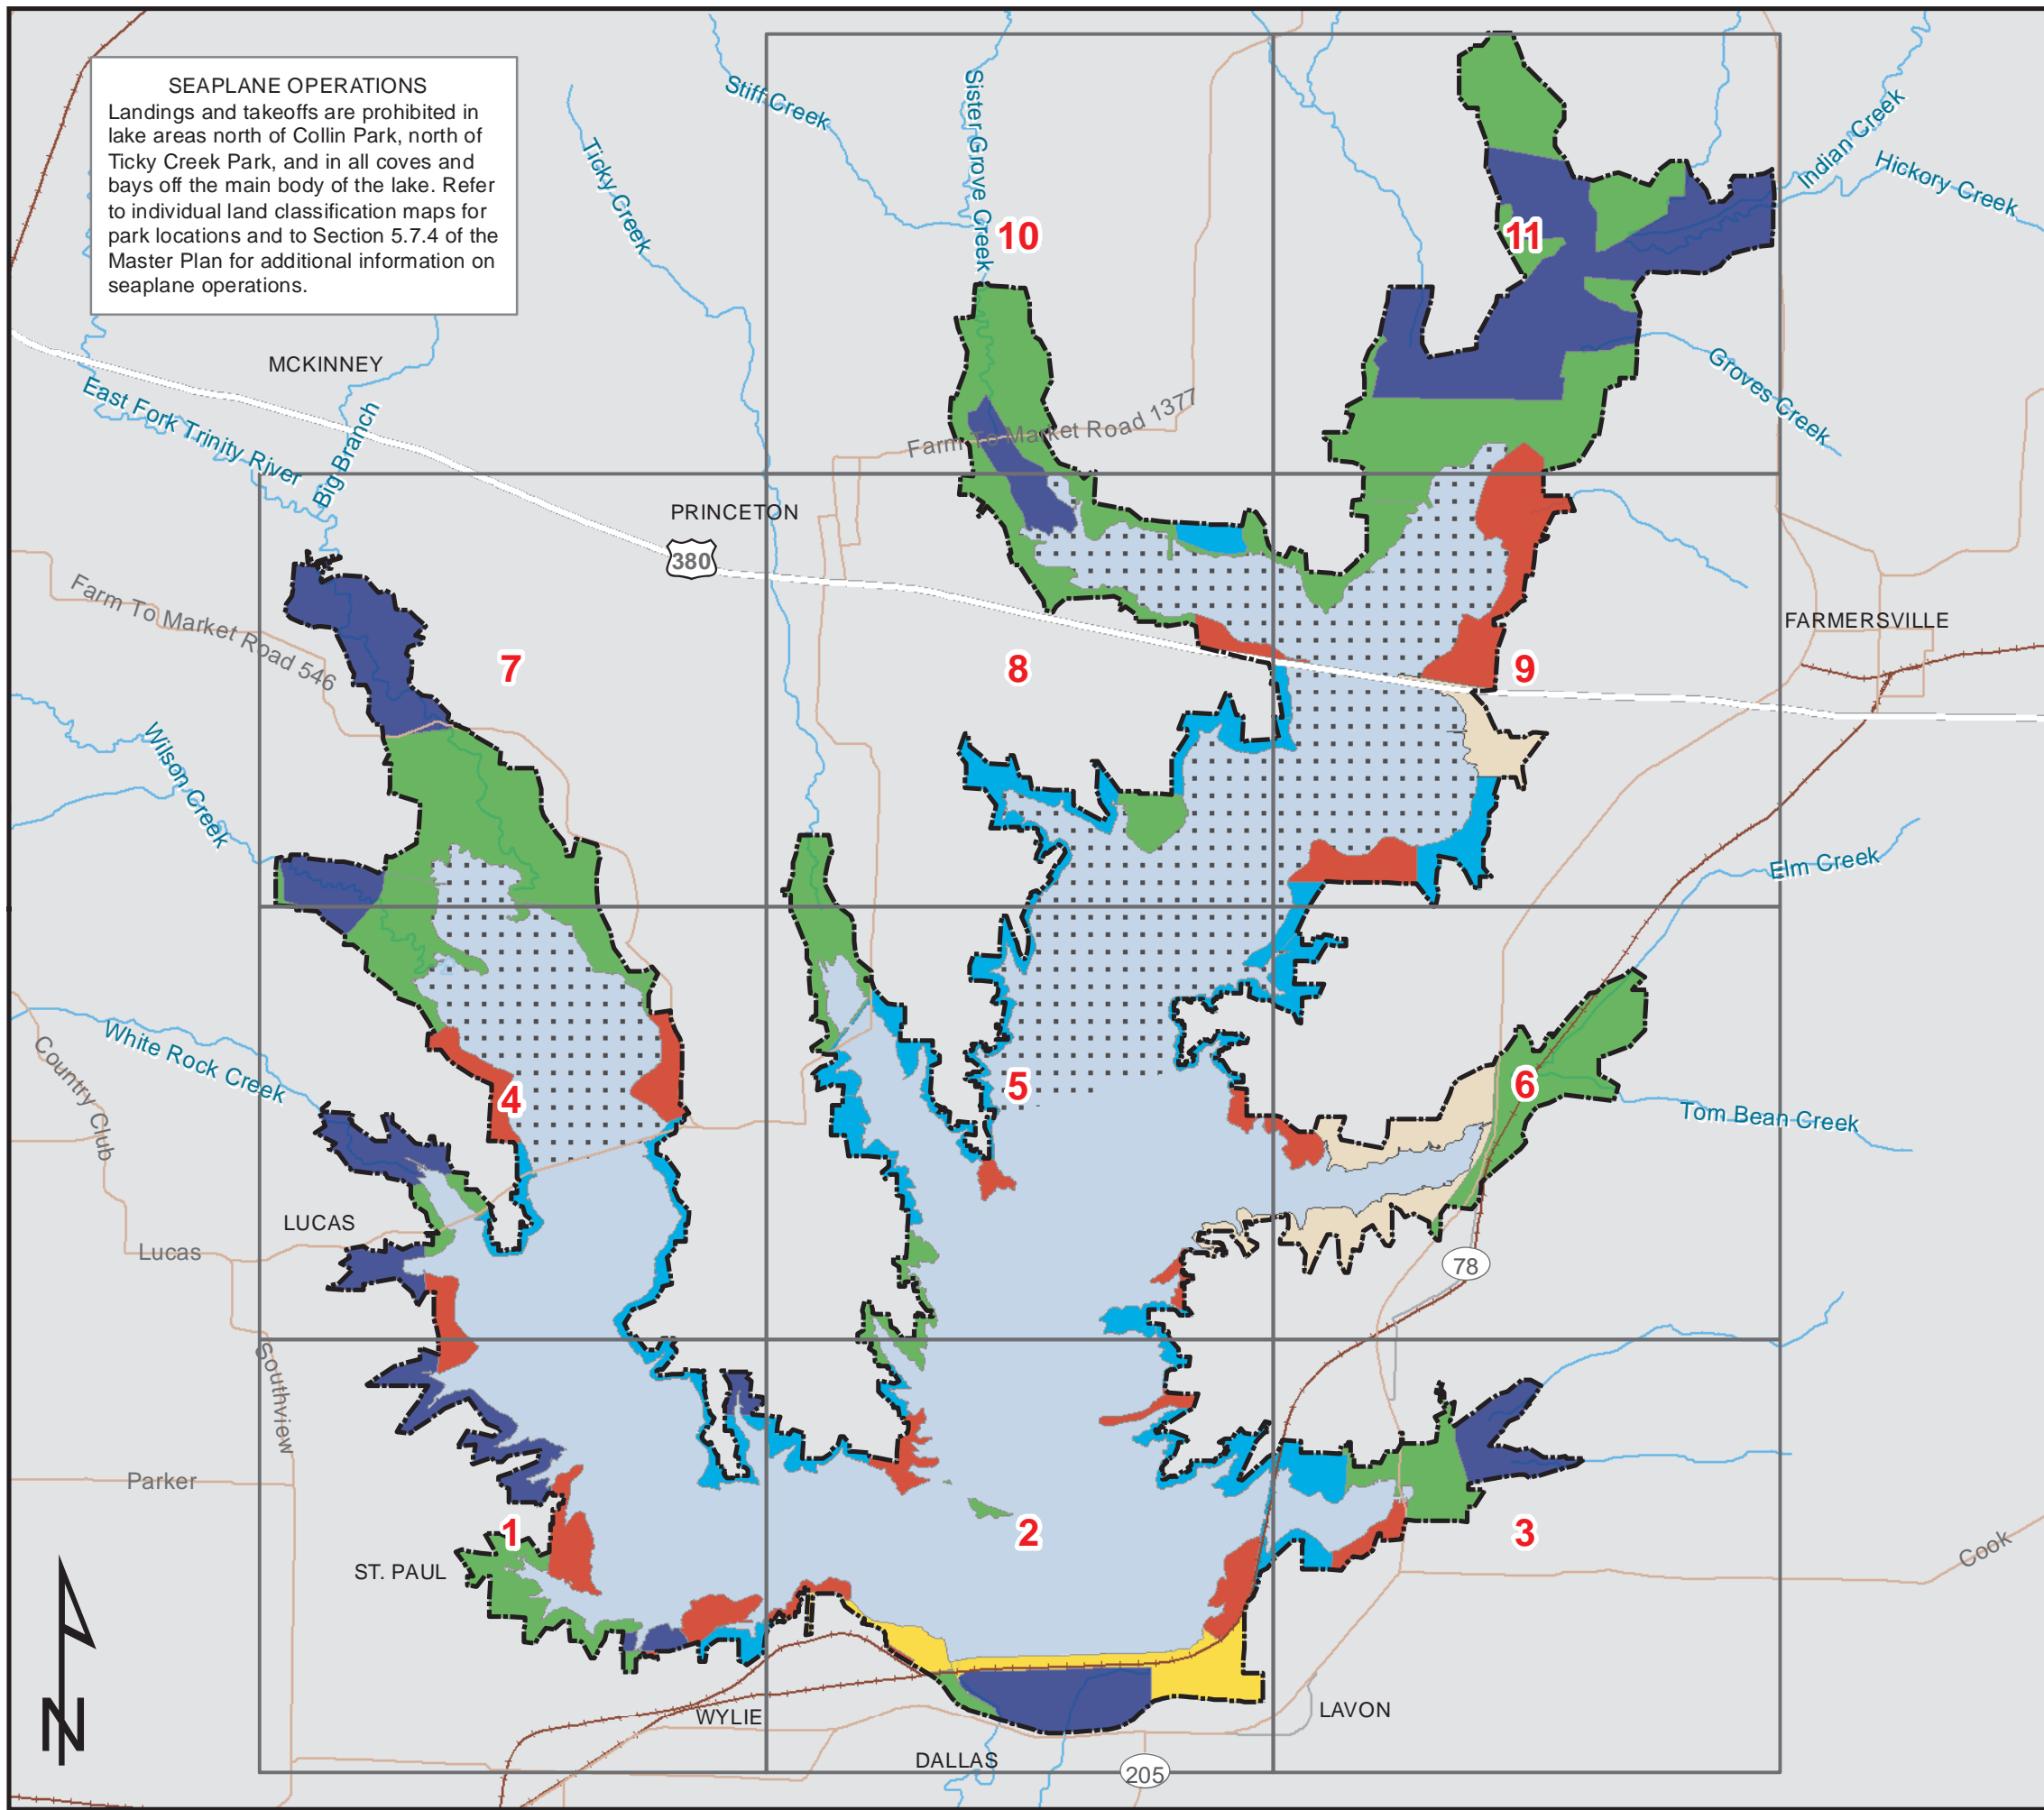 SEAPLANE OPERATIONS
Landings and takeoffs are prohibited in
lake areas north of Collin Park, north of
Ticky Creek Park, and in all coves and
bays off the main body of the lake. Refer
to individual land classification maps for
park locations and to Section 5.7.4 of the
Master Plan for additional information on
seaplane operations.
Stiff Creek
Sister Grove Creek
Ticky Creek
Indian Creek
Hickory Creek
10
11
MCKINNEY
East Fork Trinity River
Big Branch
Farm To Market Road 1377
Groves Creek
PRINCETON
380
Farm To Market Road 546
FARMERSVILLE
7
8
9
Wilson Creek
Elm Creek
White Rock Creek
Country Club
4
5
6
Tom Bean Creek
LUCAS
Lucas
78
Southview
Parker
1
2
3
ST. PAUL
Cook
N
WYLIE
LAVON
DALLAS
205